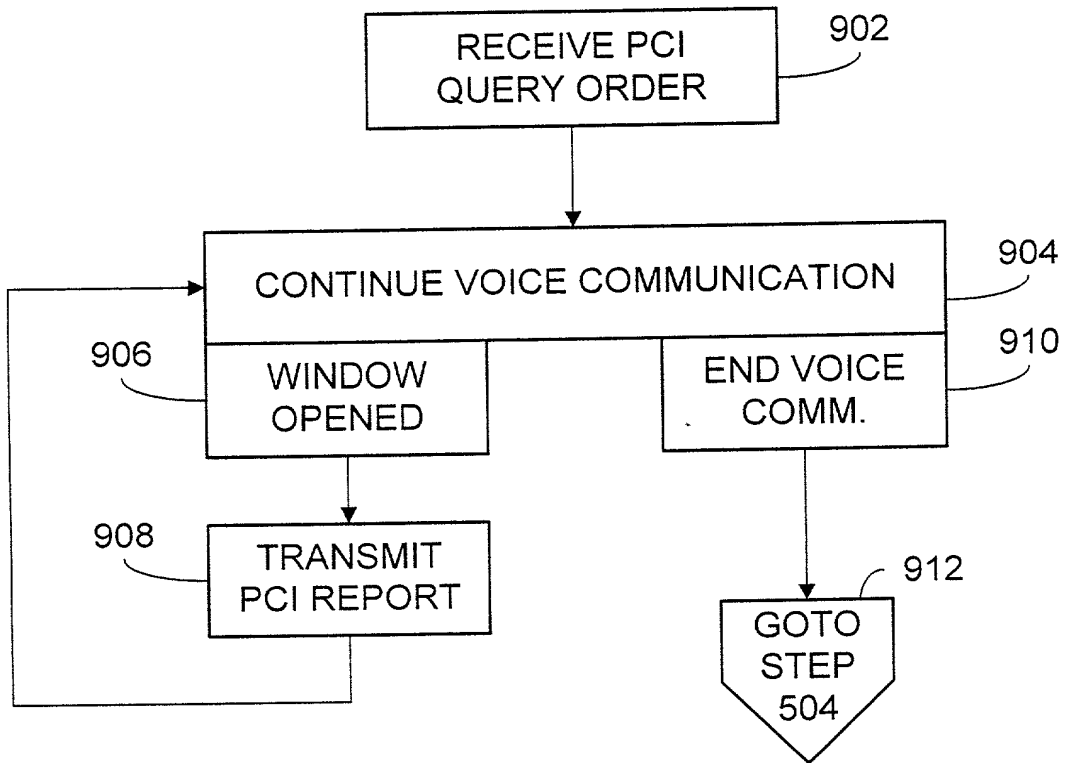 RECEIVE PCI
QUERY ORDER
902
CONTINUE VOICE COMMUNICATION
904
906
WINDOW
OPENED
END VOICE
COMM.
910
908
TRANSMIT
PCI REPORT
912
GOTO
STEP
504